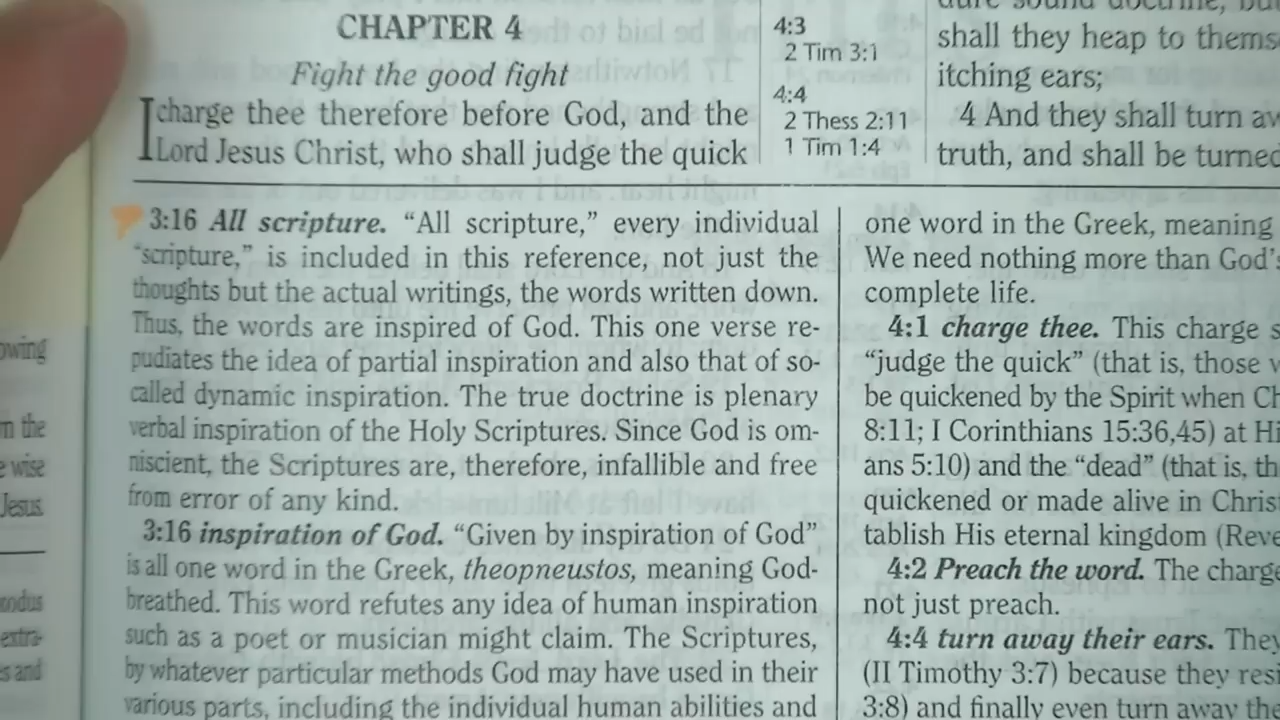 CHAPTER 4
Fight the good fight
I charge thee therefore before God, and the
Lord Jesus Christ, who shall judge the quick
4:3
2 Tim 3:1
4:4
2 Thess 2:11
1 Tim 1:4
shall they heap to thems
itching ears;
4 And they shall turn aw
truth, and shall be turned
3:16 All scripture. “All scripture,” every individual
“scripture,” is included in this reference, not just the
thoughts but the actual writings, the words written down.
Thus, the words are inspired of God. This one verse re-
pudiates the idea of partial inspiration and also that of so-
called dynamic inspiration. The true doctrine is plenary
verbal inspiration of the Holy Scriptures. Since God is om-
niscient, the Scriptures are, therefore, infallible and free
from error of any kind.
3:16 inspiration of God. “Given by inspiration of God”
is all one word in the Greek, theopneustos, meaning God-
breathed. This word refutes any idea of human inspiration
such as a poet or musician might claim. The Scriptures,
by whatever particular methods God may have used in their
various parts, including the individual human abilities and
one word in the Greek, meaning
We need nothing more than God’s
complete life.
4:1 charge thee. This charge s
“judge the quick” (that is, those w
be quickened by the Spirit when Ch
8:11; I Corinthians 15:36,45) at Hi
ans 5:10) and the “dead” (that is, th
quickened or made alive in Christ
tablish His eternal kingdom (Reve
4:2 Preach the word. The charge
not just preach.
4:4 turn away their ears. They
(II Timothy 3:7) because they resi
3:8) and finally even turn away the
owing
m the
e wise
Jesus.
extra-
s and